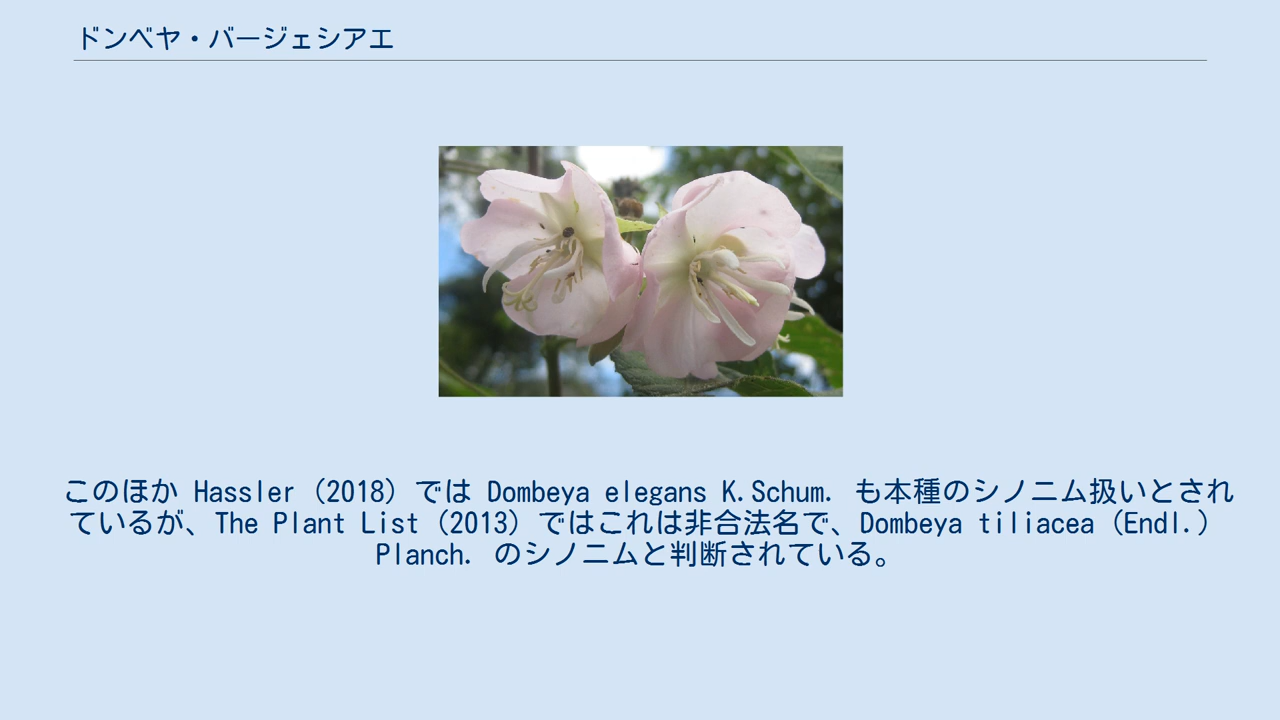 ドンベヤ・バージェシアエ
このほか Hassler (2018) では Dombeya elegans K.Schum. も本種のシノニム扱いとされ
ているが、The Plant List (2013) ではこれは非合法名で、Dombeya tiliacea (Endl.)
Planch. のシノニムと判断されている。